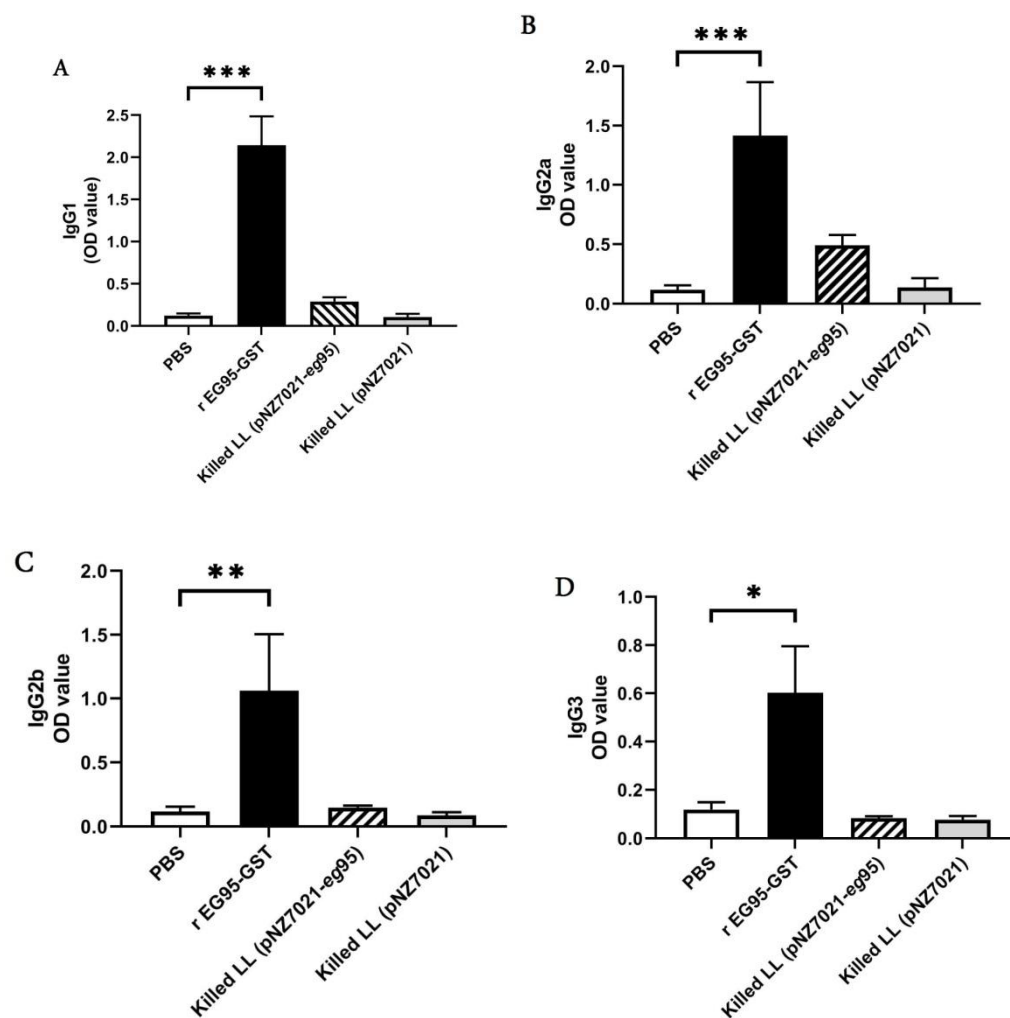 A
***
2.5
2.0
1.5
1.0
0.5
0.0
IgG1
(OD value)
PBS
r EG95-GST
Killed LL (pNZ7021-eg95)
Killed LL (pNZ7021)
B
***
2.0
1.5
1.0
0.5
0.0
IgG2a
OD value
PBS
r EG95-GST
Killed LL (pNZ7021-eg95)
Killed LL (pNZ7021)
C
**
2.0
1.5
1.0
0.5
0.0
IgG2b
OD value
PBS
r EG95-GST
Killed LL (pNZ7021-eg95)
Killed LL (pNZ7021)
D
*
1.0
0.8
0.6
0.4
0.2
0.0
IgG3
OD value
PBS
r EG95-GST
Killed LL (pNZ7021-eg95)
Killed LL (pNZ7021)